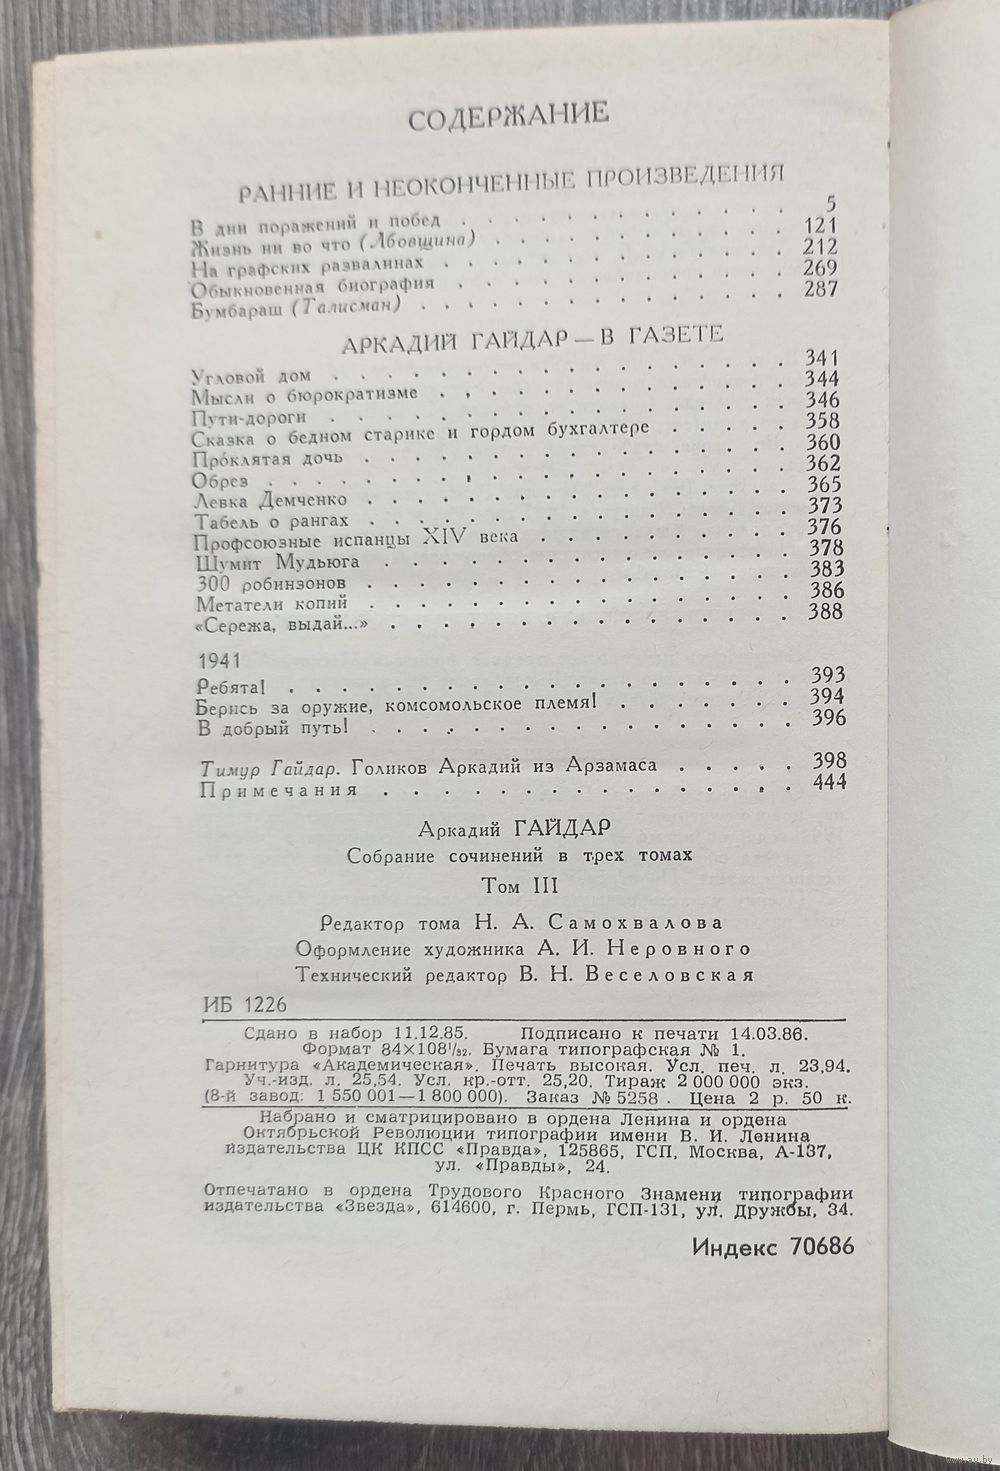 СОДЕРЖАНИЕ
РАННИЕ И НЕОКОНЧЕННЫЕ ПРОИЗВЕДЕНИЯ
В дни поражений и побед . . . . . . . . . . . . 5
Жизнь ни во что (Лбовщина) . . . . . . . . . . . 121
На графских развалинах . . . . . . . . . . . . 212
Обыкновенная биография . . . . . . . . . . . . 269
Бумбараш (Талисман) . . . . . . . . . . . . . 287
АРКАДИЙ ГАЙДАР — В ГАЗЕТЕ
Угловой дом . . . . . . . . . . . . . . . . 341
Мысли о бюрократизме . . . . . . . . . . . . . 344
Пути-дороги . . . . . . . . . . . . . . . . 346
Сказка о бедном старике и гордом бухгалтере . . . . . 358
Проклятая дочь . . . . . . . . . . . . . . . 360
Обрез . . . . . . . . . . . . . . . . . . 362
Левка Демченко . . . . . . . . . . . . . . . 365
Табель о рангах . . . . . . . . . . . . . . . 373
Профсоюзные испанцы XIV века . . . . . . . . . 376
Шумит Мудьюга . . . . . . . . . . . . . . . 378
300 робинзонов . . . . . . . . . . . . . . . 383
Метатели копий . . . . . . . . . . . . . . . 386
«Сережа, выдай...» . . . . . . . . . . . . . . 388
1941
Ребята! . . . . . . . . . . . . . . . . . 393
Берись за оружие, комсомольское племя! . . . . . . . 394
В добрый путь! . . . . . . . . . . . . . . . 396
Тимур Гайдар. Голиков Аркадий из Арзамаса . . . . . 398
Примечания . . . . . . . . . . . . . . 444
Аркадий ГАЙДАР
Собрание сочинений в трех томах
Том III
Редактор тома Н. А. Самохвалова
Оформление художника А. И. Неровного
Технический редактор В. Н. Веселовская
ИБ 1226
Сдано в набор 11.12.85. Подписано к печати 14.03.86.
Формат 84×108¹/₃₂. Бумага типографская № 1.
Гарнитура «Академическая». Печать высокая. Усл. печ. л. 23,94.
Уч.-изд. л. 25,54. Усл. кр.-отт. 25,20. Тираж 2 000 000 экз.
(8-й завод: 1 550 001—1 800 000). Заказ № 5258 . Цена 2 р. 50 к.
Набрано и сматрицировано в ордена Ленина и ордена
Октябрьской Революции типографии имени В. И. Ленина
издательства ЦК КПСС «Правда», 125865, ГСП, Москва, А-137,
ул. «Правды», 24.
Отпечатано в ордена Трудового Красного Знамени типографии
издательства «Звезда», 614600, г. Пермь, ГСП-131, ул. Дружбы, 34.
Индекс 70686
www.ay.by